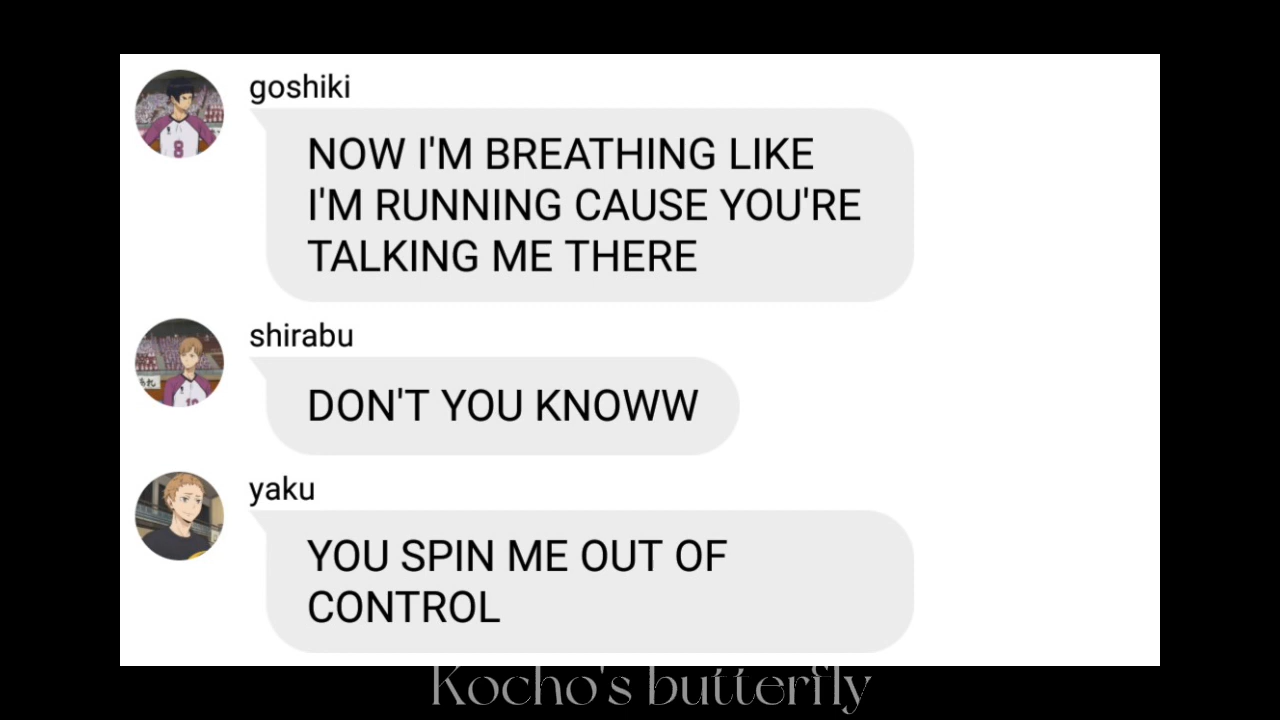 goshiki
NOW I'M BREATHING LIKE
I'M RUNNING CAUSE YOU'RE
TALKING ME THERE
shirabu
DON'T YOU KNOWW
yaku
YOU SPIN ME OUT OF
CONTROL
Kocho's butterfly